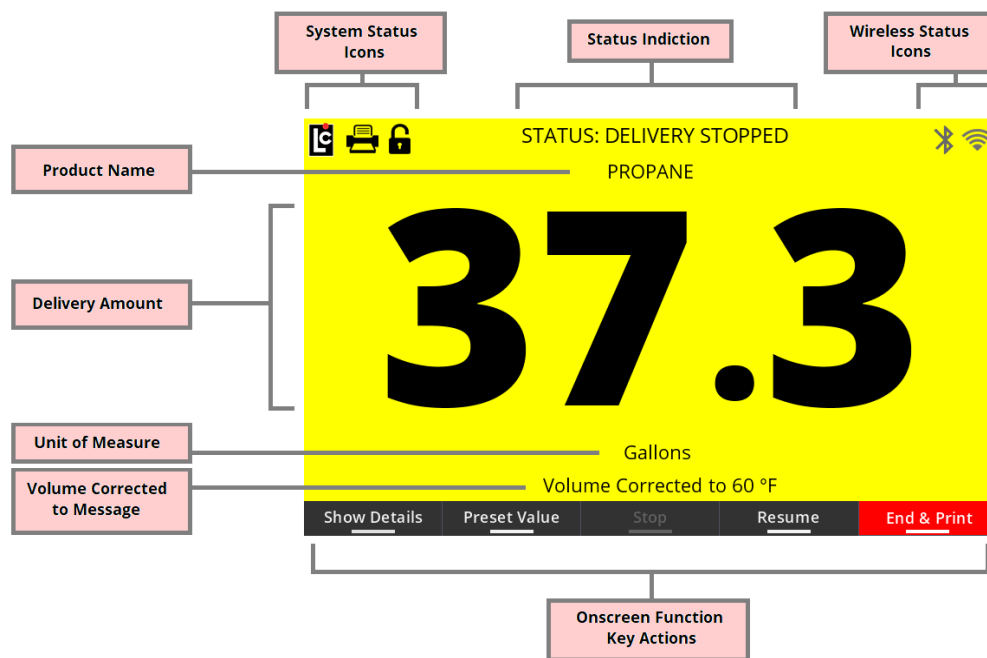 System Status
Icons
Status Indiction
Wireless Status
Icons
Lc
STATUS: DELIVERY STOPPED
Product Name
PROPANE
Delivery Amount
37.3
Unit of Measure
Gallons
Volume Corrected
to Message
Volume Corrected to 60 °F
Show Details
Preset Value
Stop
Resume
End & Print
Onscreen Function
Key Actions